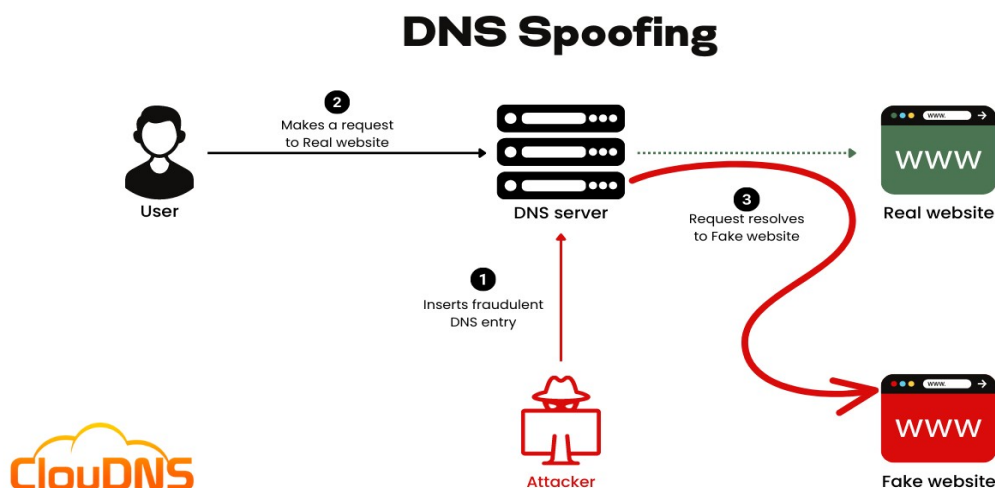 DNS Spoofing
2
Makes a request
to Real website
www.
www
User
DNS server
3
Request resolves
to Fake website
Real website
1
Inserts fraudulent
DNS entry
www.
www
ClouDNS
Attacker
Fake website